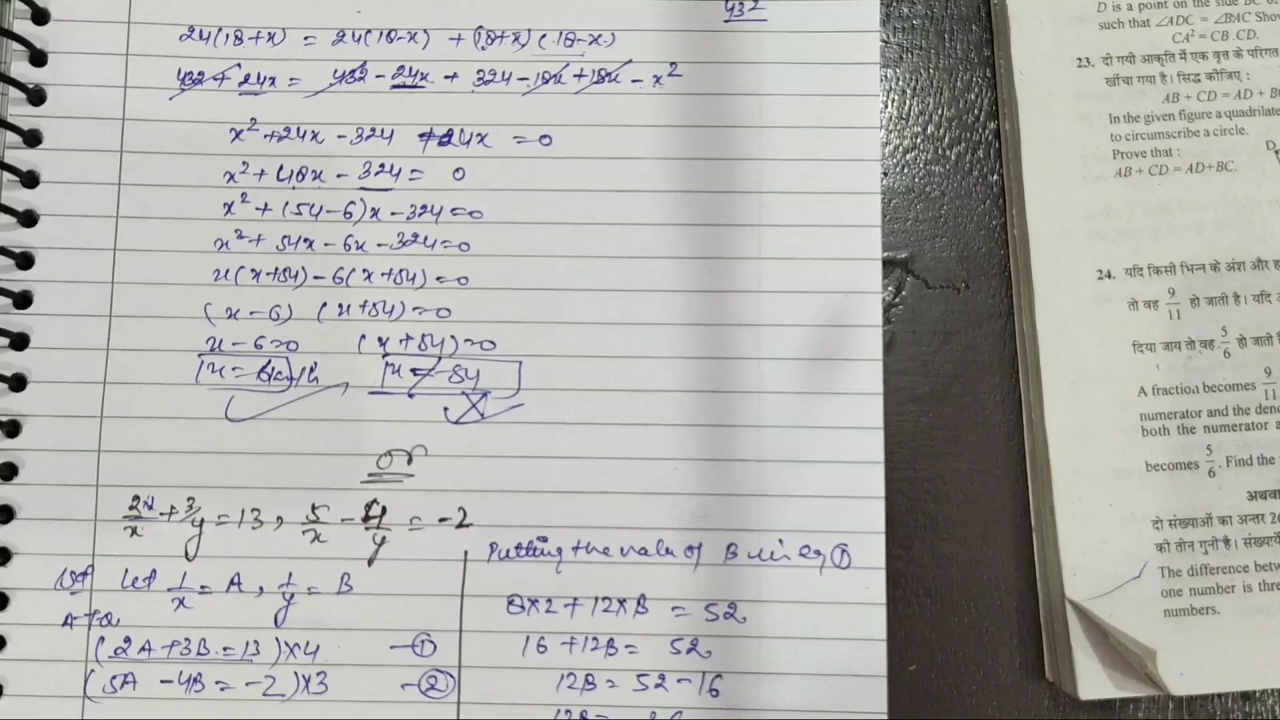 432
24(18+x) = 24(18-x) + (18+x) (18-x)
432 + 24x = 432 - 24x + 324 - 18x + 18x - x²
x² + 24x - 324 + 24x = 0
x² + 48x - 324 = 0
x² + (54-6)x - 324 = 0
x² + 54x - 6x - 324 = 0
x(x+54) - 6(x+54) = 0
(x-6) (x+54) = 0
x-6=0 (x+54)=0
x = 6km/h x = -54
or
2/x + 3/y = 13, 5/x - 4/y = -2
Let 1/x = A, 1/y = B
A+Q
(2A+3B=13)×4 —①
(5A -4B = -2)×3 —②
Putting the value of B in eq ①
8×2+12×B = 52
16 +12B = 52
12B = 52-16
D is a point on the side BC
such that ∠ADC = ∠BAC Sho
CA² = CB.CD.
23. दो गयी आकृति में एक वृत्त के परिगत
खींचा गया है। सिद्ध कीजिए :
AB + CD = AD + B
In the given figure a quadrilate
to circumscribe a circle.
Prove that :
AB + CD = AD+BC.
D
24. यदि किसी भिन्न के अंश और ह
तो वह 9/11 हो जाती है। यदि
दिया जाय तो वह 5/6 हो जाती
A fraction becomes 9/11
numerator and the deno
both the numerator a
becomes 5/6. Find the
अथवा
दो संख्याओं का अन्तर 26
की तीन गुनी है। संख्यायें
The difference betw
one number is thre
numbers.